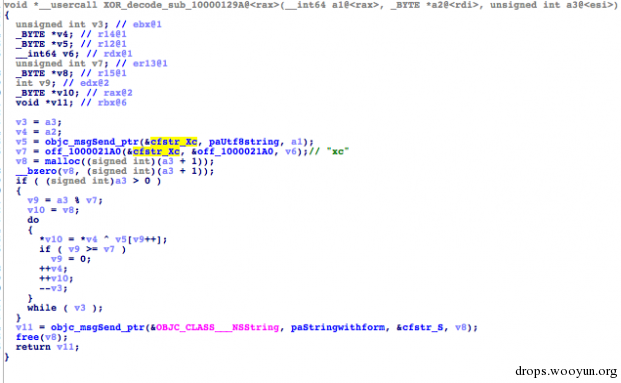 void *__usercall XOR_decode_sub_10000129A@<rax>(__int64 a1@<rax>, _BYTE *a2@<rdi>, unsigned int a3@<esi>)
{
unsigned int v3; // ebx@1
_BYTE *v4; // r14@1
_BYTE *v5; // r12@1
__int64 v6; // rdx@1
unsigned int v7; // er13@1
_BYTE *v8; // r15@1
int v9; // edx@2
_BYTE *v10; // rax@2
void *v11; // rbx@6
v3 = a3;
v4 = a2;
v5 = objc_msgSend_ptr(&cfstr_Xc, paUtf8string, a1);
v7 = off_1000021A0(&cfstr_Xc, &off_1000021A0, v6);// "xc"
v8 = malloc((signed int)(a3 + 1));
__bzero(v8, (signed int)(a3 + 1));
if ( (signed int)a3 > 0 )
{
v9 = a3 % v7;
v10 = v8;
do
{
*v10 = *v4 ^ v5[v9++];
if ( v9 >= v7 )
v9 = 0;
++v4;
++v10;
--v3;
}
while ( v3 );
}
v11 = objc_msgSend_ptr(&OBJC_CLASS___NSString, paStringwithform, &cfstr_S, v8);
free(v8);
return v11;
}
drops.wooyun.org